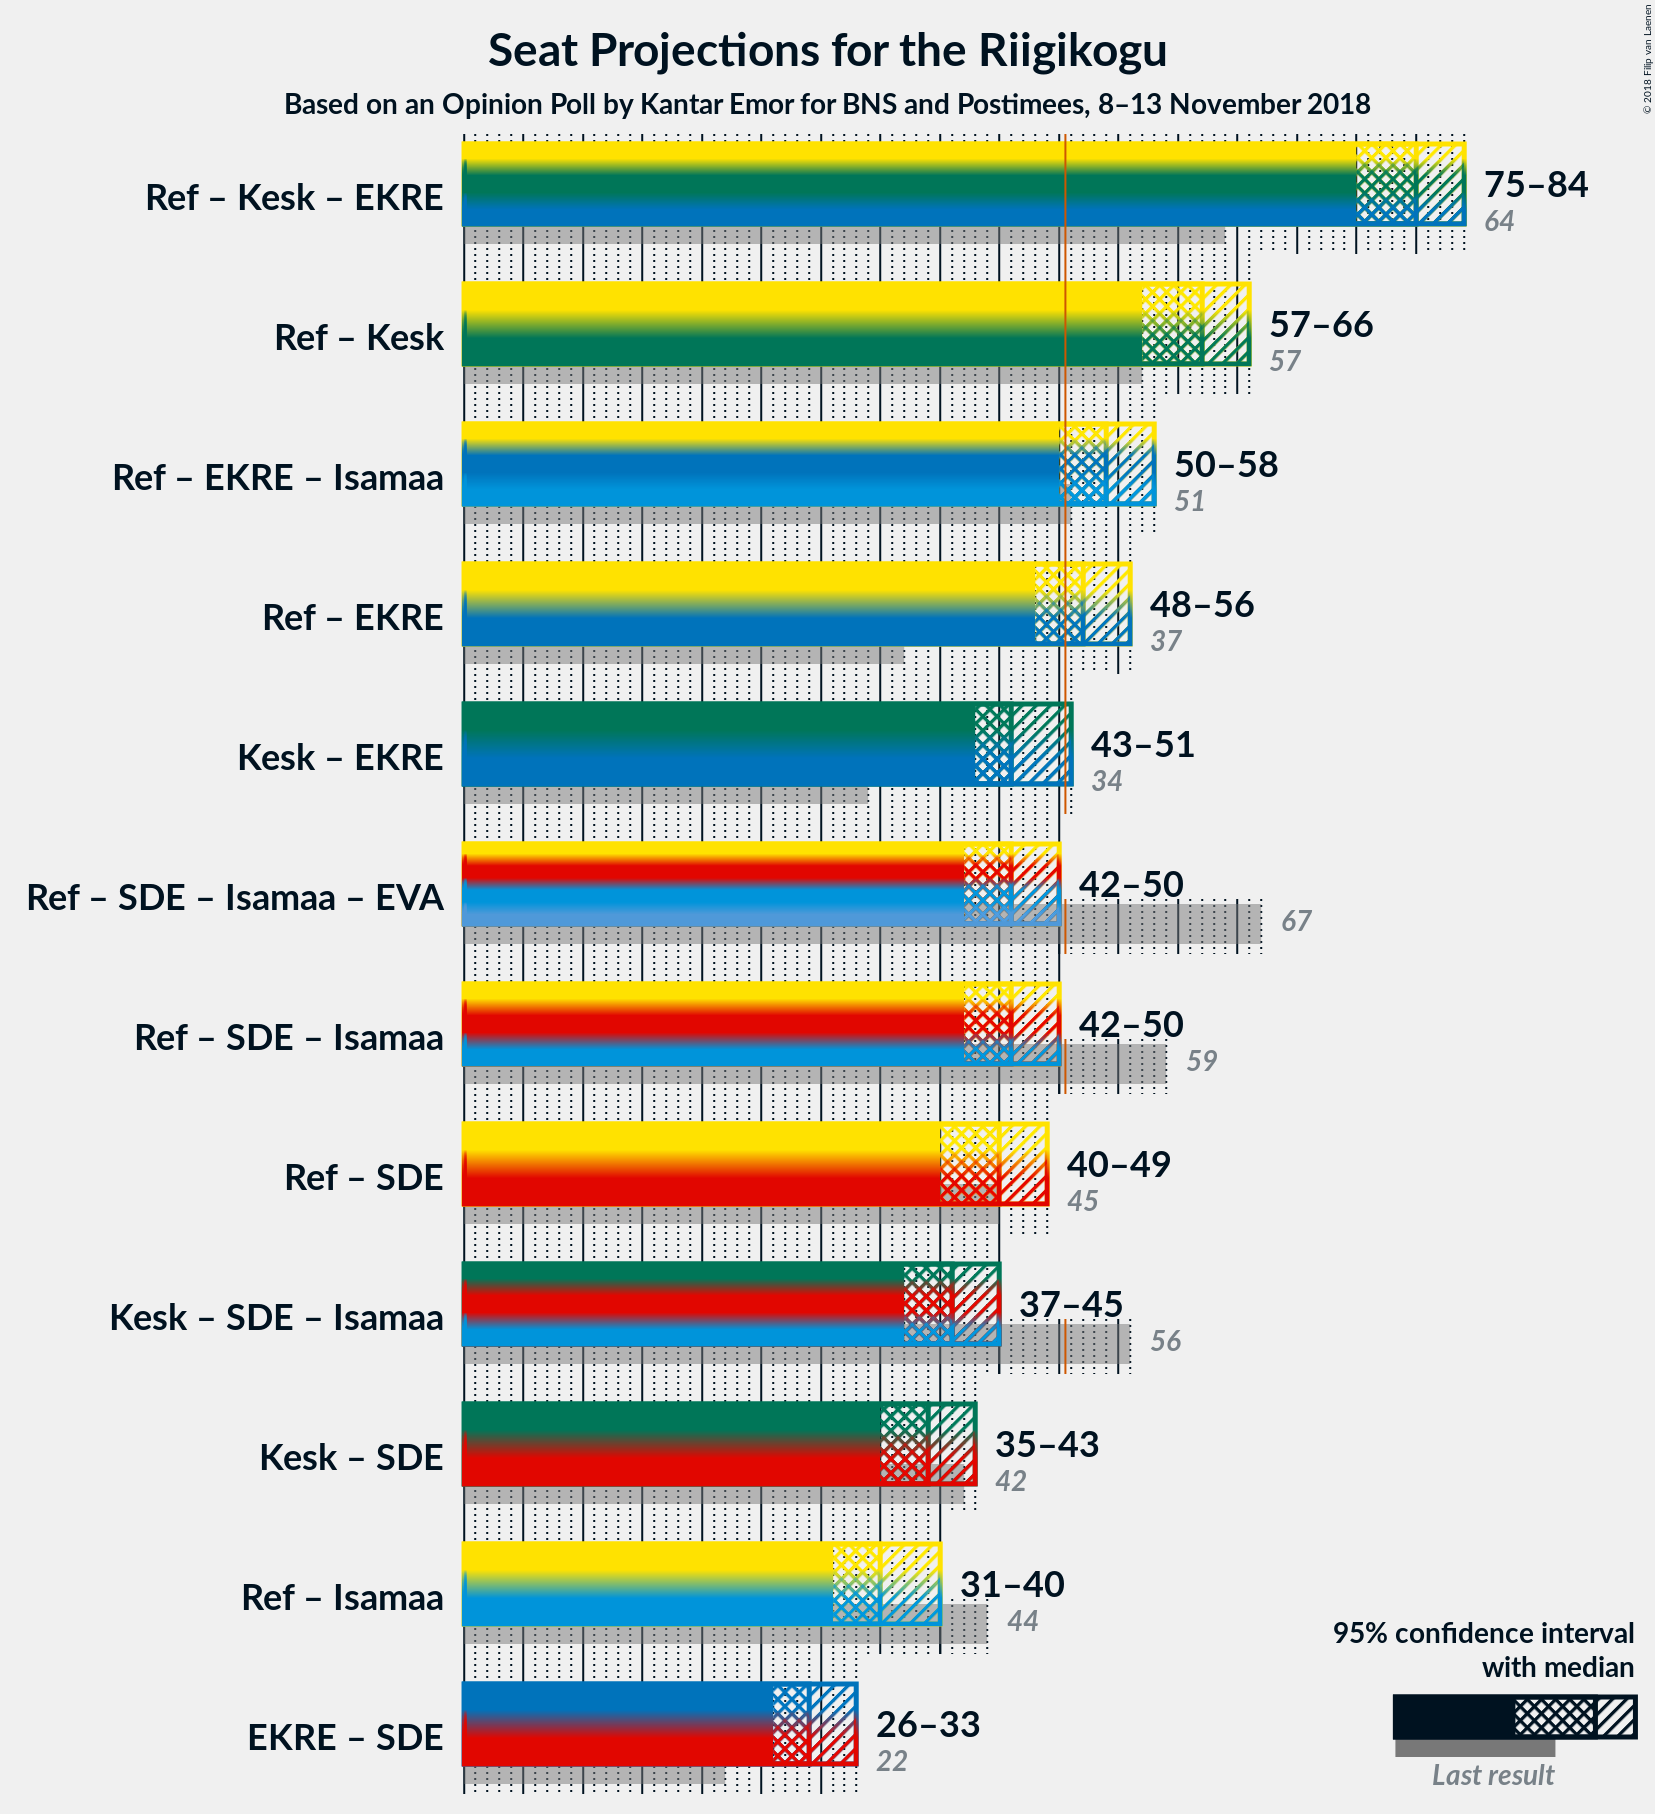 Seat Projections for the Riigikogu
Based on an Opinion Poll by Kantar Emor for BNS and Postimees, 8–13 November 2018
© 2018 Filip van Laenen
Ref – Kesk – EKRE
75–84
64
Ref – Kesk
57–66
57
Ref – EKRE – Isamaa
50–58
51
Ref – EKRE
48–56
37
Kesk – EKRE
43–51
34
Ref – SDE – Isamaa – EVA
42–50
67
Ref – SDE – Isamaa
42–50
59
Ref – SDE
40–49
45
Kesk – SDE – Isamaa
37–45
56
Kesk – SDE
35–43
42
Ref – Isamaa
31–40
44
EKRE – SDE
26–33
22
95% confidence interval
with median
Last result